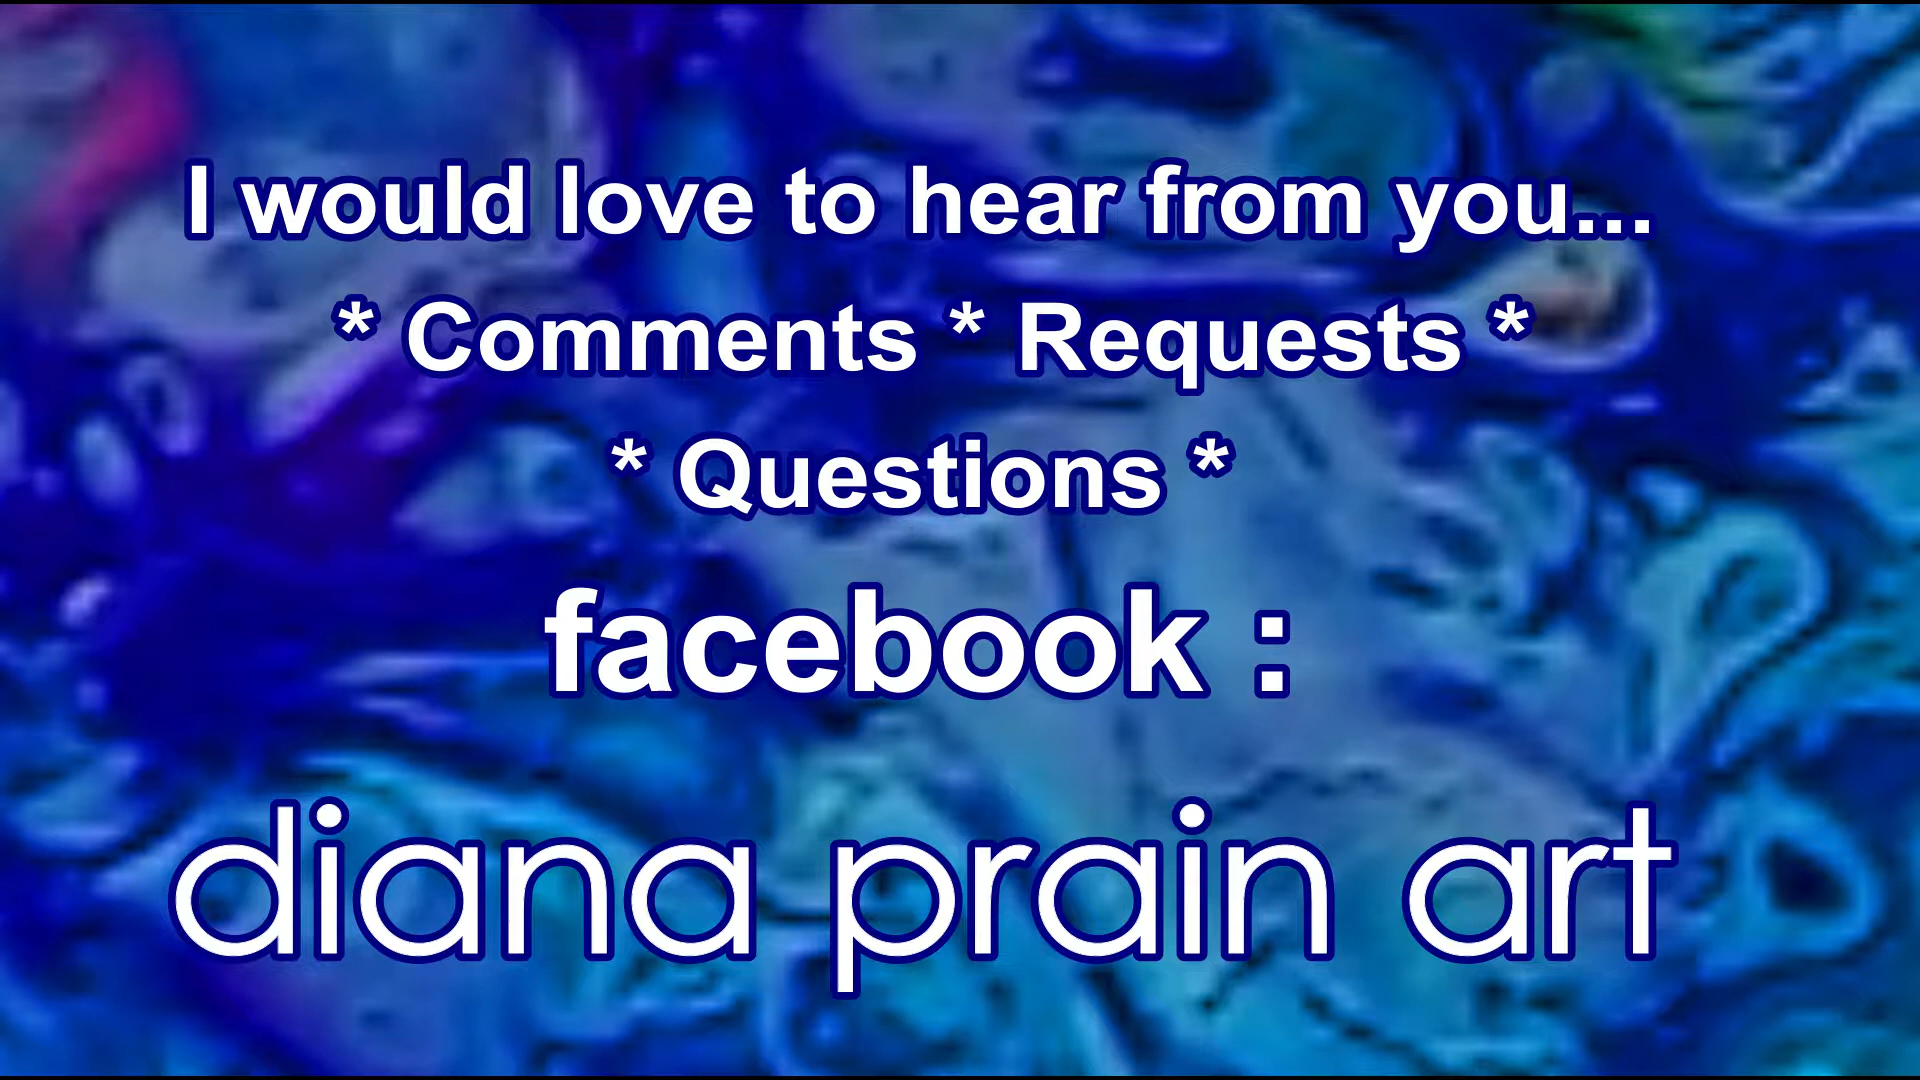 I would love to hear from you...
* Comments * Requests *
* Questions *
facebook :
diana prain art